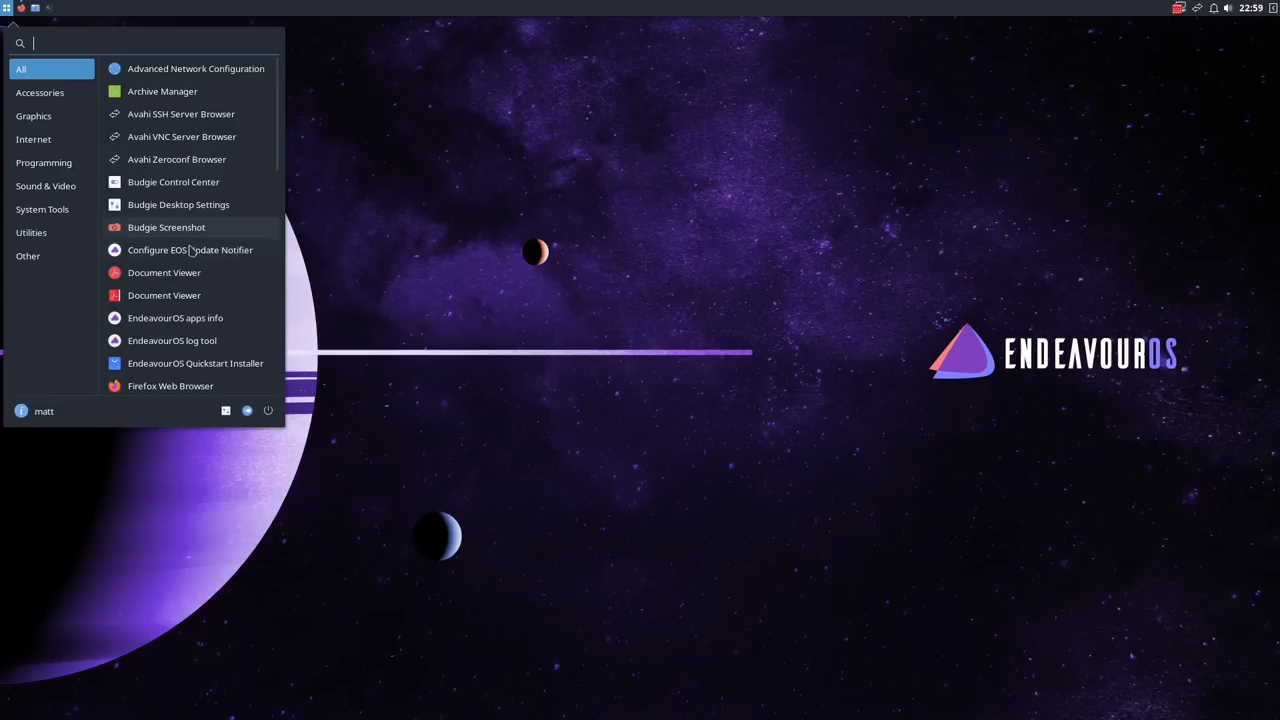 22:59
All
Accessories
Graphics
Internet
Programming
Sound & Video
System Tools
Utilities
Other
Advanced Network Configuration
Archive Manager
Avahi SSH Server Browser
Avahi VNC Server Browser
Avahi Zeroconf Browser
Budgie Control Center
Budgie Desktop Settings
Budgie Screenshot
Configure EOS Update Notifier
Document Viewer
Document Viewer
EndeavourOS apps info
EndeavourOS log tool
EndeavourOS Quickstart Installer
Firefox Web Browser
matt
ENDEAVOUROS